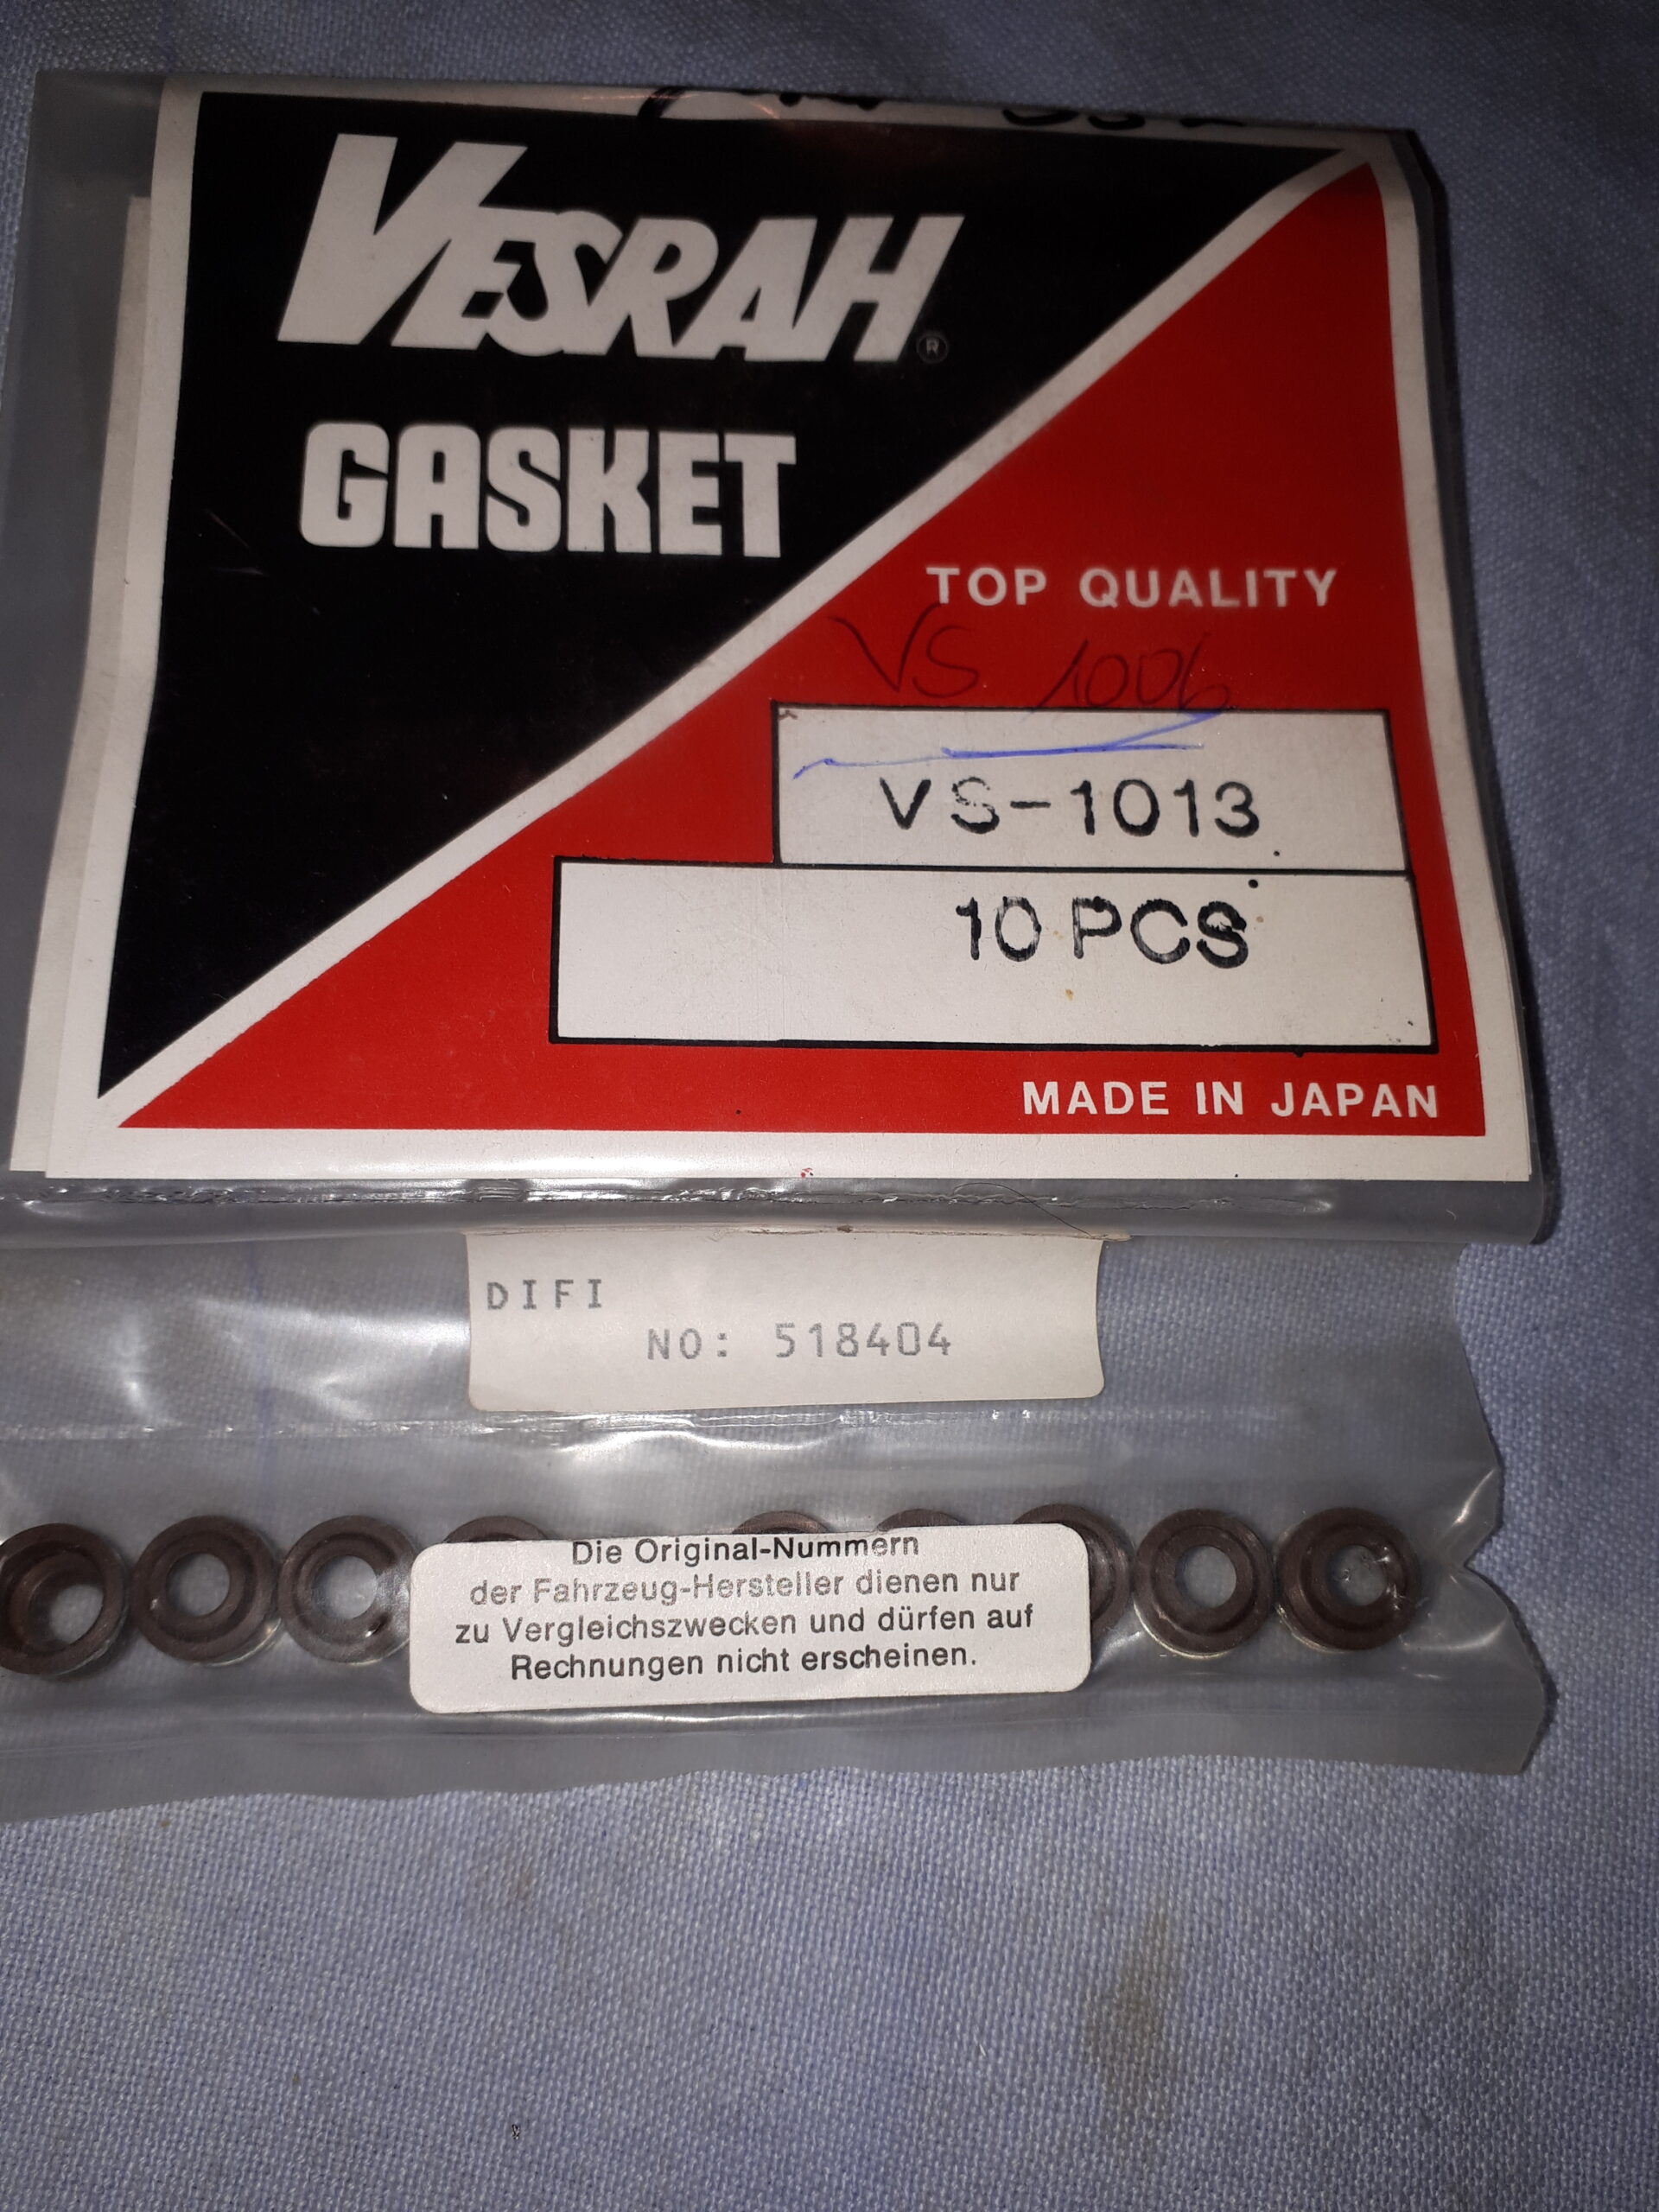 VESRAH®
GASKET
TOP QUALITY
VS 1006
VS-1013
10 PCS
MADE IN JAPAN
DIFI
NO: 518404
Die Original-Nummern
der Fahrzeug-Hersteller dienen nur
zu Vergleichszwecken und dürfen auf
Rechnungen nicht erscheinen.